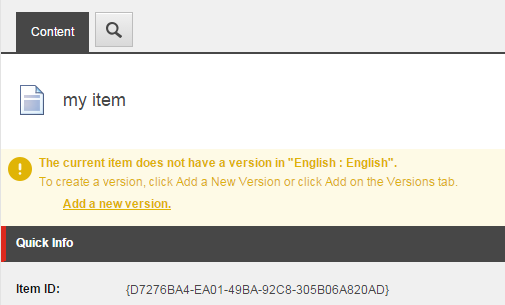 Content
my item
The current item does not have a version in "English : English".
To create a version, click Add a New Version or click Add on the Versions tab.
Add a new version.
Quick Info
Item ID: {D7276BA4-EA01-49BA-92C8-305B06A820AD}